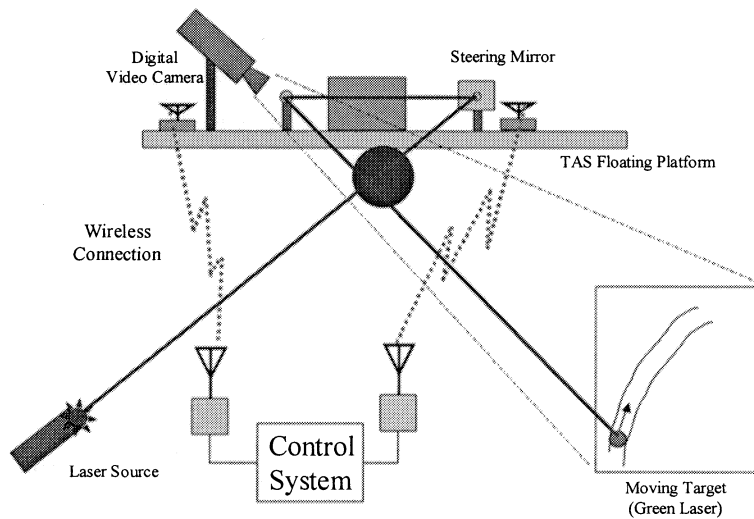 Digital
Video Camera
Steering Mirror
TAS Floating Platform
Wireless
Connection
Laser Source
Control
System
Moving Target
(Green Laser)